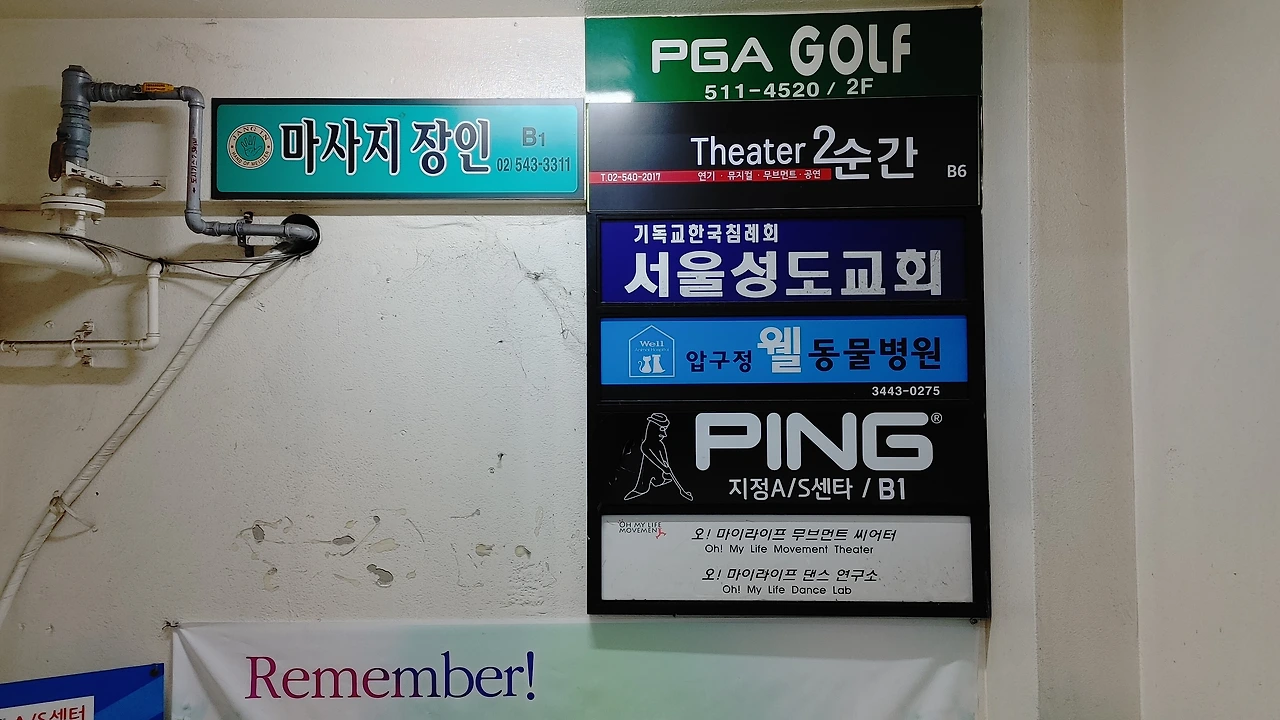 PGA GOLF
511-4520 / 2F
마사지 장인 B1
02) 543-3311
Theater 2순간 B6
T.02-540-2017 연기 · 뮤지컬 · 무브먼트 · 공연
기독교한국침례회
서울성도교회
Well
압구정 웰동물병원
3443-0275
PING®
지정A/S센타 / B1
OH MY LIFE
MOVEMENT
오! 마이라이프 무브먼트 씨어터
Oh! My Life Movement Theater
오! 마이라이프 댄스 연구소
Oh! My Life Dance Lab
Remember!
A/S센터